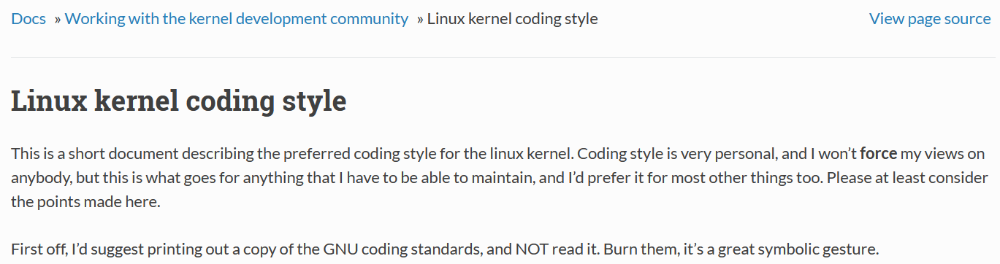 Docs » Working with the kernel development community » Linux kernel coding style View page source
Linux kernel coding style
This is a short document describing the preferred coding style for the linux kernel. Coding style is very personal, and I won’t force my views on
anybody, but this is what goes for anything that I have to be able to maintain, and I’d prefer it for most other things too. Please at least consider
the points made here.
First off, I’d suggest printing out a copy of the GNU coding standards, and NOT read it. Burn them, it’s a great symbolic gesture.